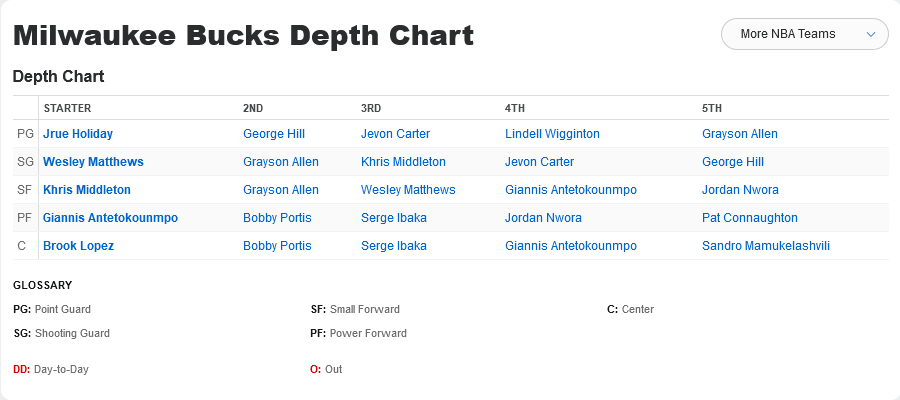 Milwaukee Bucks Depth Chart
More NBA Teams
Depth Chart
STARTER 2ND 3RD 4TH 5TH
PG Jrue Holiday George Hill Jevon Carter Lindell Wigginton Grayson Allen
SG Wesley Matthews Grayson Allen Khris Middleton Jevon Carter George Hill
SF Khris Middleton Grayson Allen Wesley Matthews Giannis Antetokounmpo Jordan Nwora
PF Giannis Antetokounmpo Bobby Portis Serge Ibaka Jordan Nwora Pat Connaughton
C Brook Lopez Bobby Portis Serge Ibaka Giannis Antetokounmpo Sandro Mamukelashvili
GLOSSARY
PG: Point Guard SF: Small Forward C: Center
SG: Shooting Guard PF: Power Forward
DD: Day-to-Day O: Out